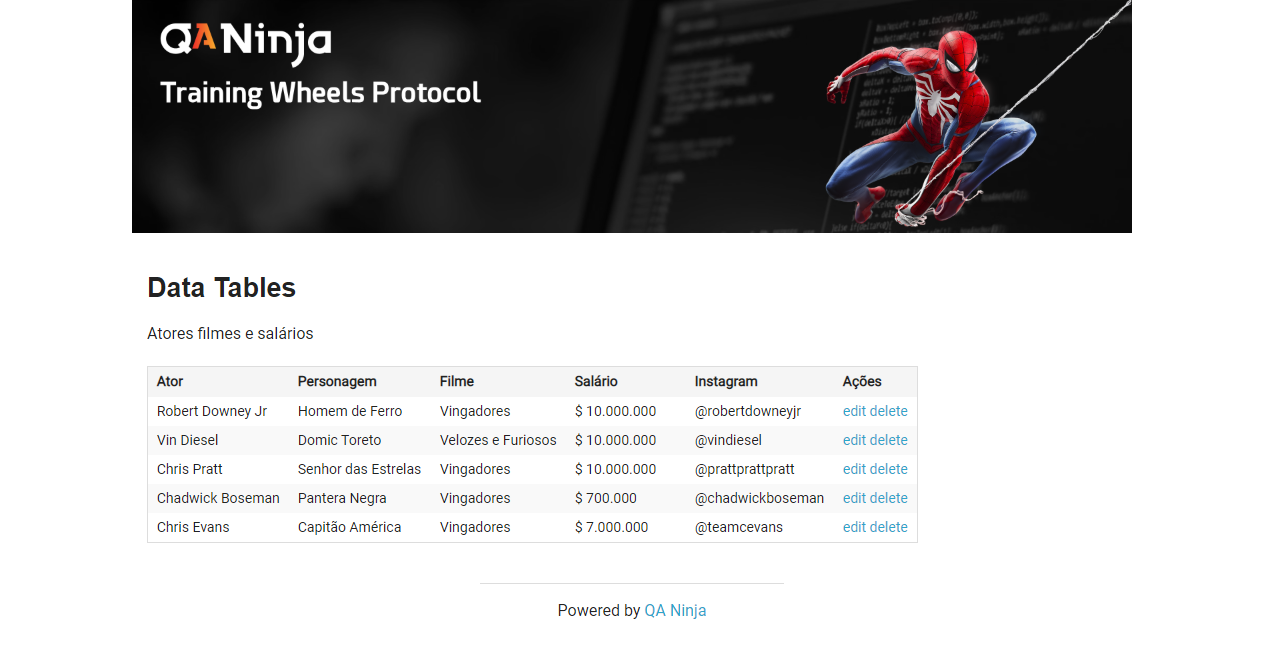 QA Ninja
Training Wheels Protocol
Data Tables
Atores filmes e salários
Ator Personagem Filme Salário Instagram Ações
Robert Downey Jr Homem de Ferro Vingadores $ 10.000.000 @robertdowneyjr edit delete
Vin Diesel Domic Toreto Velozes e Furiosos $ 10.000.000 @vindiesel edit delete
Chris Pratt Senhor das Estrelas Vingadores $ 10.000.000 @prattprattpratt edit delete
Chadwick Boseman Pantera Negra Vingadores $ 700.000 @chadwickboseman edit delete
Chris Evans Capitão América Vingadores $ 7.000.000 @teamcevans edit delete
Powered by QA Ninja